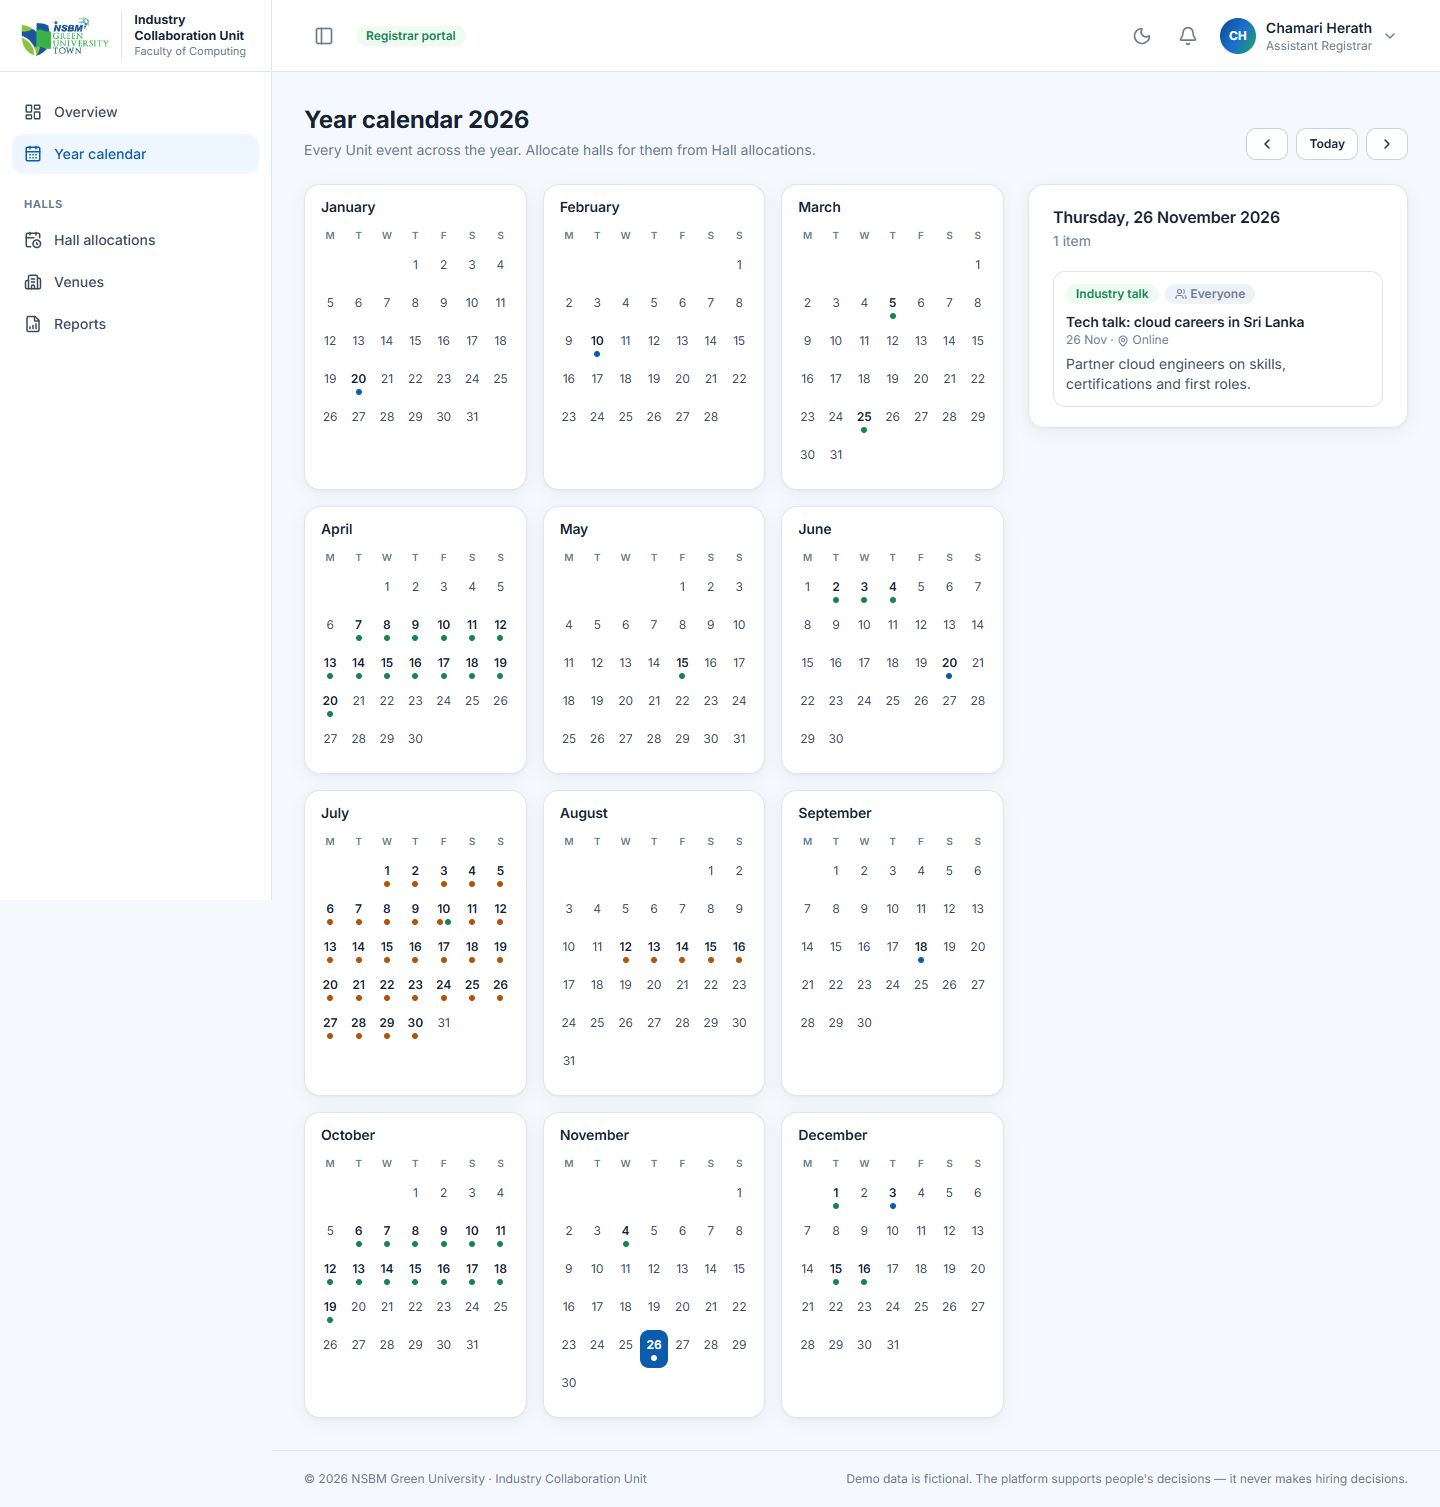 NSBM
GREEN
UNIVERSITY
TOWN
Industry
Collaboration Unit
Faculty of Computing
Registrar portal
CH
Chamari Herath
Assistant Registrar
Overview
Year calendar
HALLS
Hall allocations
Venues
Reports
Year calendar 2026
Every Unit event across the year. Allocate halls for them from Hall allocations.
Today
January
M T W T F S S
1 2 3 4
5 6 7 8 9 10 11
12 13 14 15 16 17 18
19 20 21 22 23 24 25
26 27 28 29 30 31
February
M T W T F S S
1
2 3 4 5 6 7 8
9 10 11 12 13 14 15
16 17 18 19 20 21 22
23 24 25 26 27 28
March
M T W T F S S
1
2 3 4 5 6 7 8
9 10 11 12 13 14 15
16 17 18 19 20 21 22
23 24 25 26 27 28 29
30 31
Thursday, 26 November 2026
1 item
Industry talk Everyone
Tech talk: cloud careers in Sri Lanka
26 Nov · Online
Partner cloud engineers on skills,
certifications and first roles.
April
M T W T F S S
1 2 3 4 5
6 7 8 9 10 11 12
13 14 15 16 17 18 19
20 21 22 23 24 25 26
27 28 29 30
May
M T W T F S S
1 2 3
4 5 6 7 8 9 10
11 12 13 14 15 16 17
18 19 20 21 22 23 24
25 26 27 28 29 30 31
June
M T W T F S S
1 2 3 4 5 6 7
8 9 10 11 12 13 14
15 16 17 18 19 20 21
22 23 24 25 26 27 28
29 30
July
M T W T F S S
1 2 3 4 5
6 7 8 9 10 11 12
13 14 15 16 17 18 19
20 21 22 23 24 25 26
27 28 29 30 31
August
M T W T F S S
1 2
3 4 5 6 7 8 9
10 11 12 13 14 15 16
17 18 19 20 21 22 23
24 25 26 27 28 29 30
31
September
M T W T F S S
1 2 3 4 5 6
7 8 9 10 11 12 13
14 15 16 17 18 19 20
21 22 23 24 25 26 27
28 29 30
October
M T W T F S S
1 2 3 4
5 6 7 8 9 10 11
12 13 14 15 16 17 18
19 20 21 22 23 24 25
26 27 28 29 30 31
November
M T W T F S S
1
2 3 4 5 6 7 8
9 10 11 12 13 14 15
16 17 18 19 20 21 22
23 24 25 26 27 28 29
30
December
M T W T F S S
1 2 3 4 5 6
7 8 9 10 11 12 13
14 15 16 17 18 19 20
21 22 23 24 25 26 27
28 29 30 31
© 2026 NSBM Green University · Industry Collaboration Unit
Demo data is fictional. The platform supports people's decisions — it never makes hiring decisions.